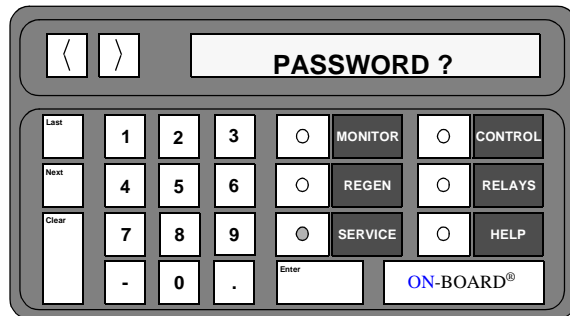 〈 〉 PASSWORD ?
Last 1 2 3 MONITOR CONTROL
Next 4 5 6 REGEN RELAYS
Clear 7 8 9 SERVICE HELP
- 0 . Enter ON-BOARD®